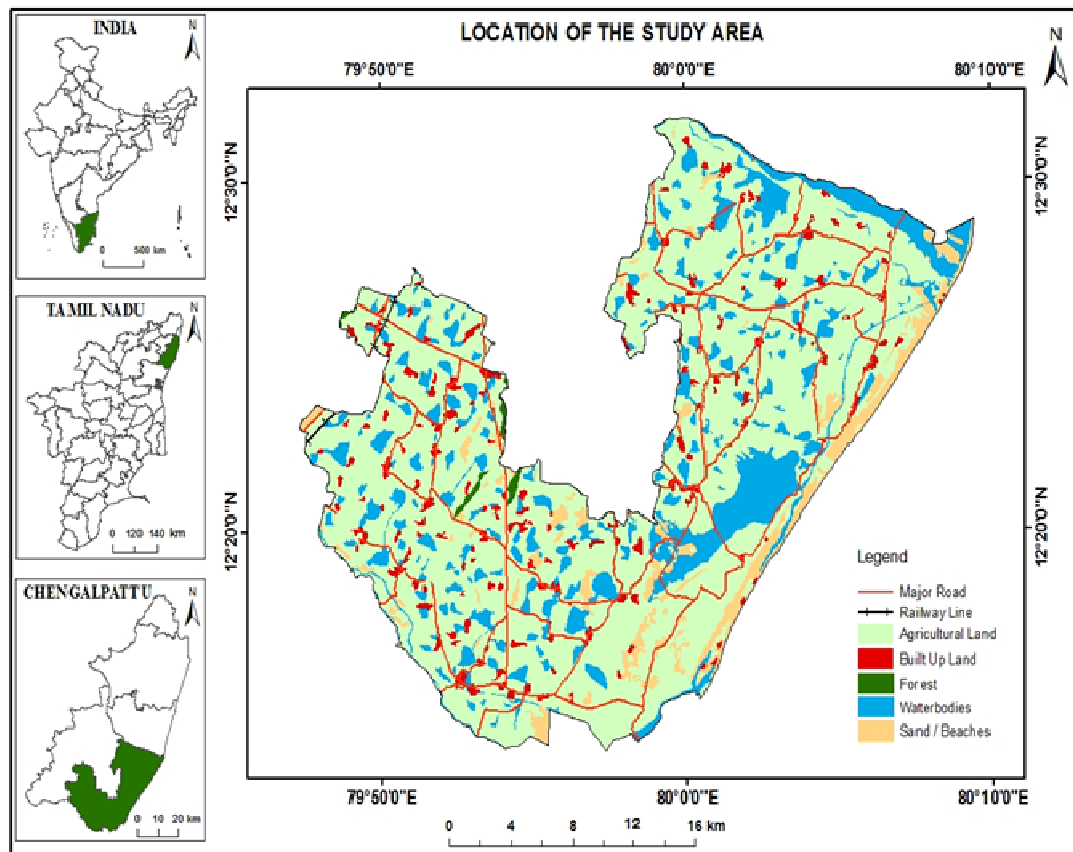 INDIA
N
0 500 km
TAMIL NADU
N
0 120 140 km
CHENGALPATTU
N
0 10 20 km
LOCATION OF THE STUDY AREA
N
79°50'0"E 80°0'0"E 80°10'0"E
12°30'0"N 12°30'0"N
12°20'0"N 12°20'0"N
Legend
Major Road
Railway Line
Agricultural Land
Built Up Land
Forest
Waterbodies
Sand / Beaches
79°50'0"E 80°0'0"E 80°10'0"E
0 4 8 12 16 km